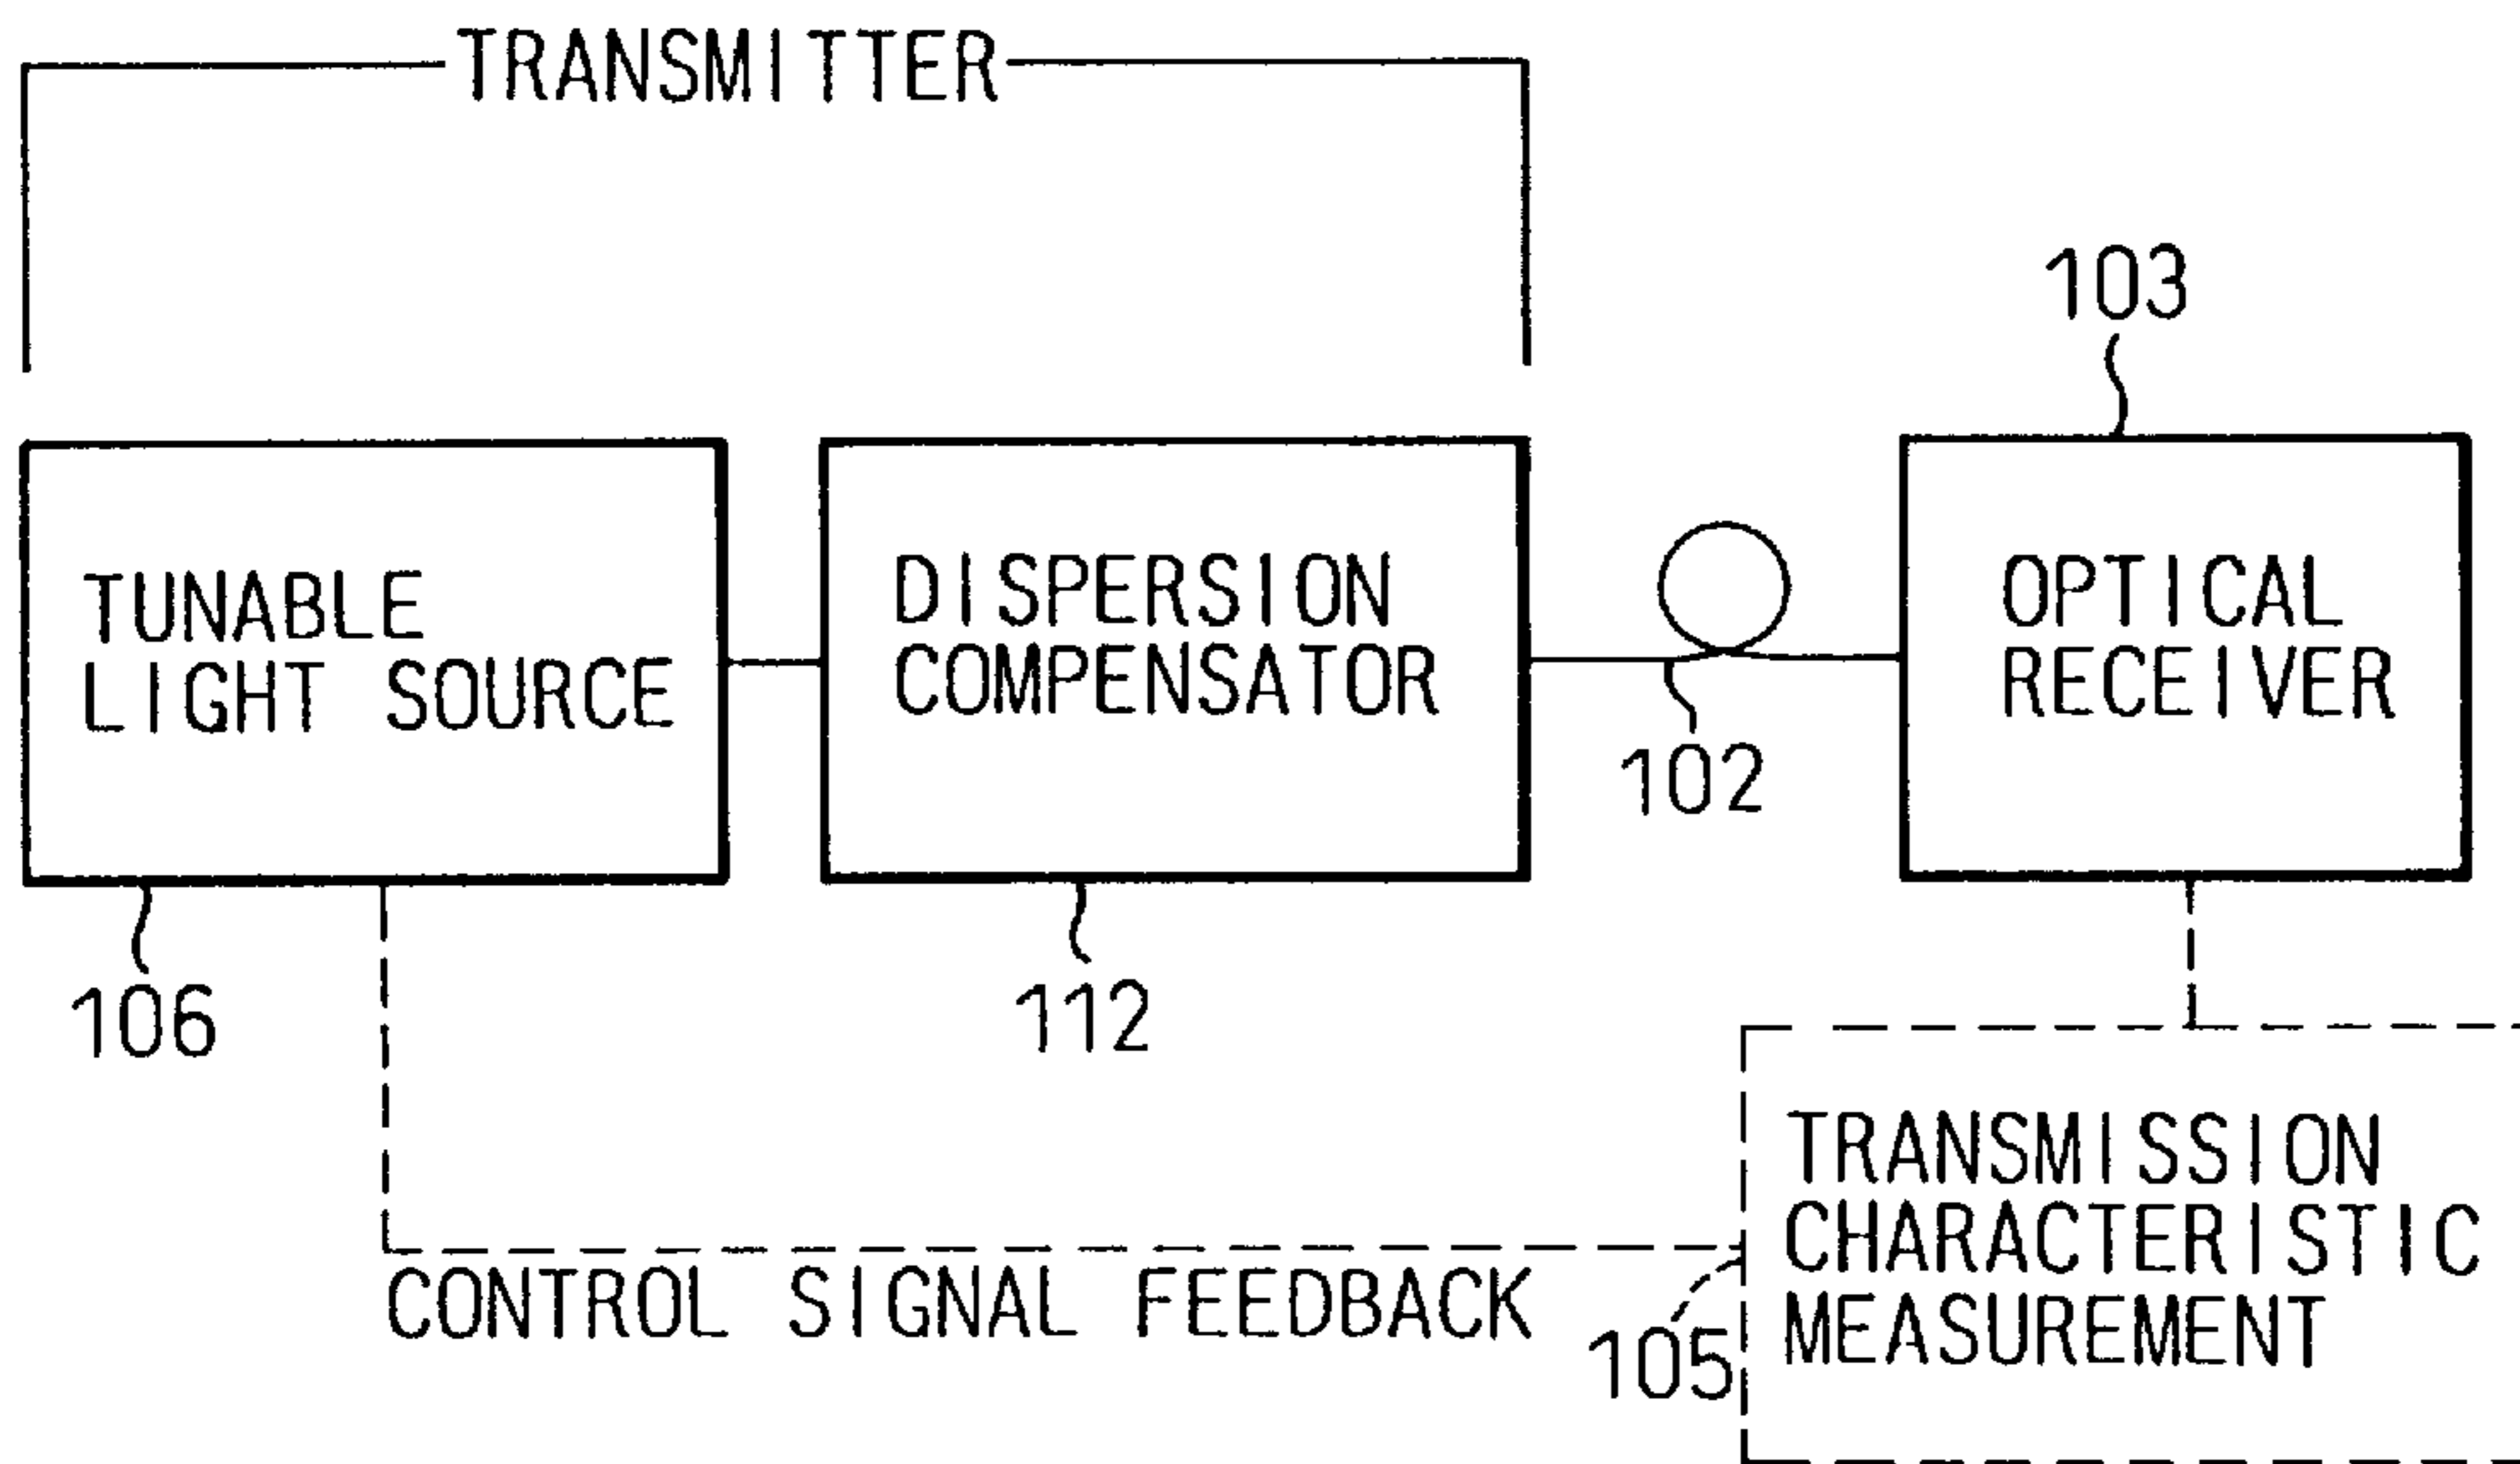 TRANSMITTER
103
TUNABLE
LIGHT SOURCE
DISPERSION
COMPENSATOR
OPTICAL
RECEIVER
102
106
112
TRANSMISSION
CHARACTERISTIC
MEASUREMENT
CONTROL SIGNAL FEEDBACK
105